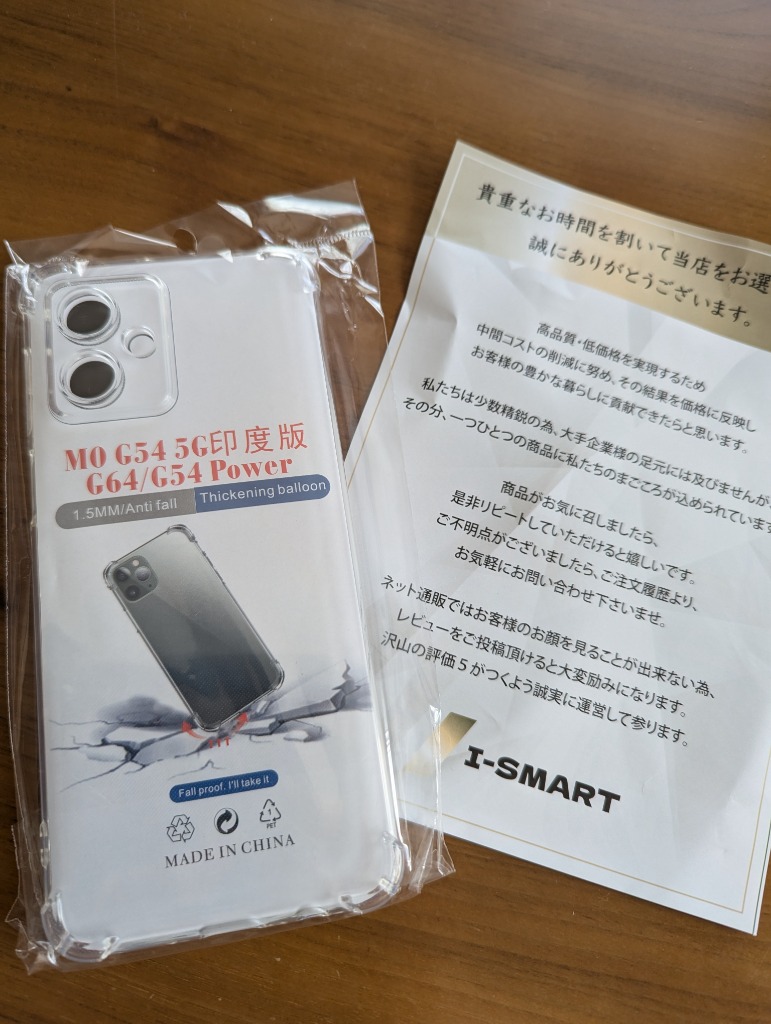 MO G54 5G印度版
G64/G54 Power
1.5MM/Anti fall
Thickening balloon
Fall proof. I'll take it
1
PET
MADE IN CHINA
貴重なお時間を割いて当店をお選
誠にありがとうございます。
高品質・低価格を実現するため
中間コストの削減に努め、その結果を価格に反映し
お客様の豊かな暮らしに貢献できたらと思います。
私たちは少数精鋭の為、大手企業様の足元には及びませんが、
その分、一つひとつの商品に私たちのまごころが込められています
商品がお気に召しましたら、
是非リピートしていただけると嬉しいです。
ご不明点がございましたら、ご注文履歴より、
お気軽にお問い合わせ下さいませ。
ネット通販ではお客様のお顔を見ることが出来ない為、
レビューをご投稿頂けると大変励みになります。
沢山の評価5がつくよう誠実に運営して参ります。
I-SMART